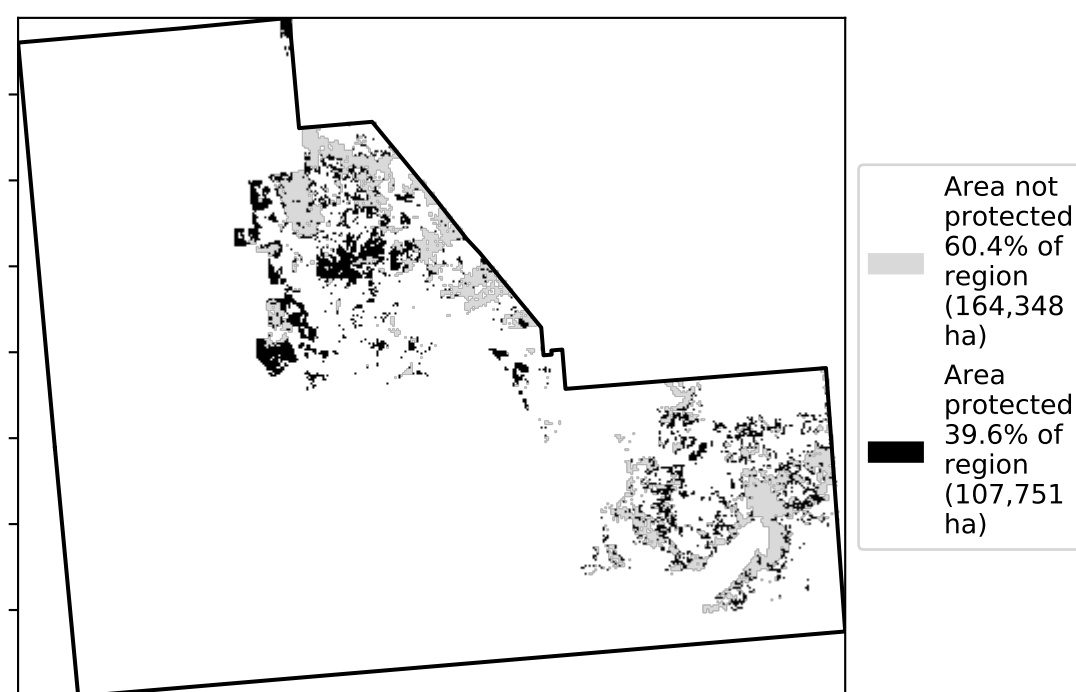 Area not
protected
60.4% of
region
(164,348
ha)
Area
protected
39.6% of
region
(107,751
ha)